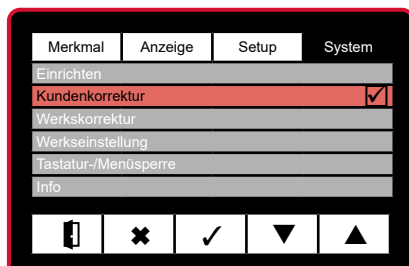 Merkmal Anzeige Setup System
Einrichten
Kundenkorrektur
Werkskorrektur
Werkseinstellung
Tastatur-/Menüsperre
Info